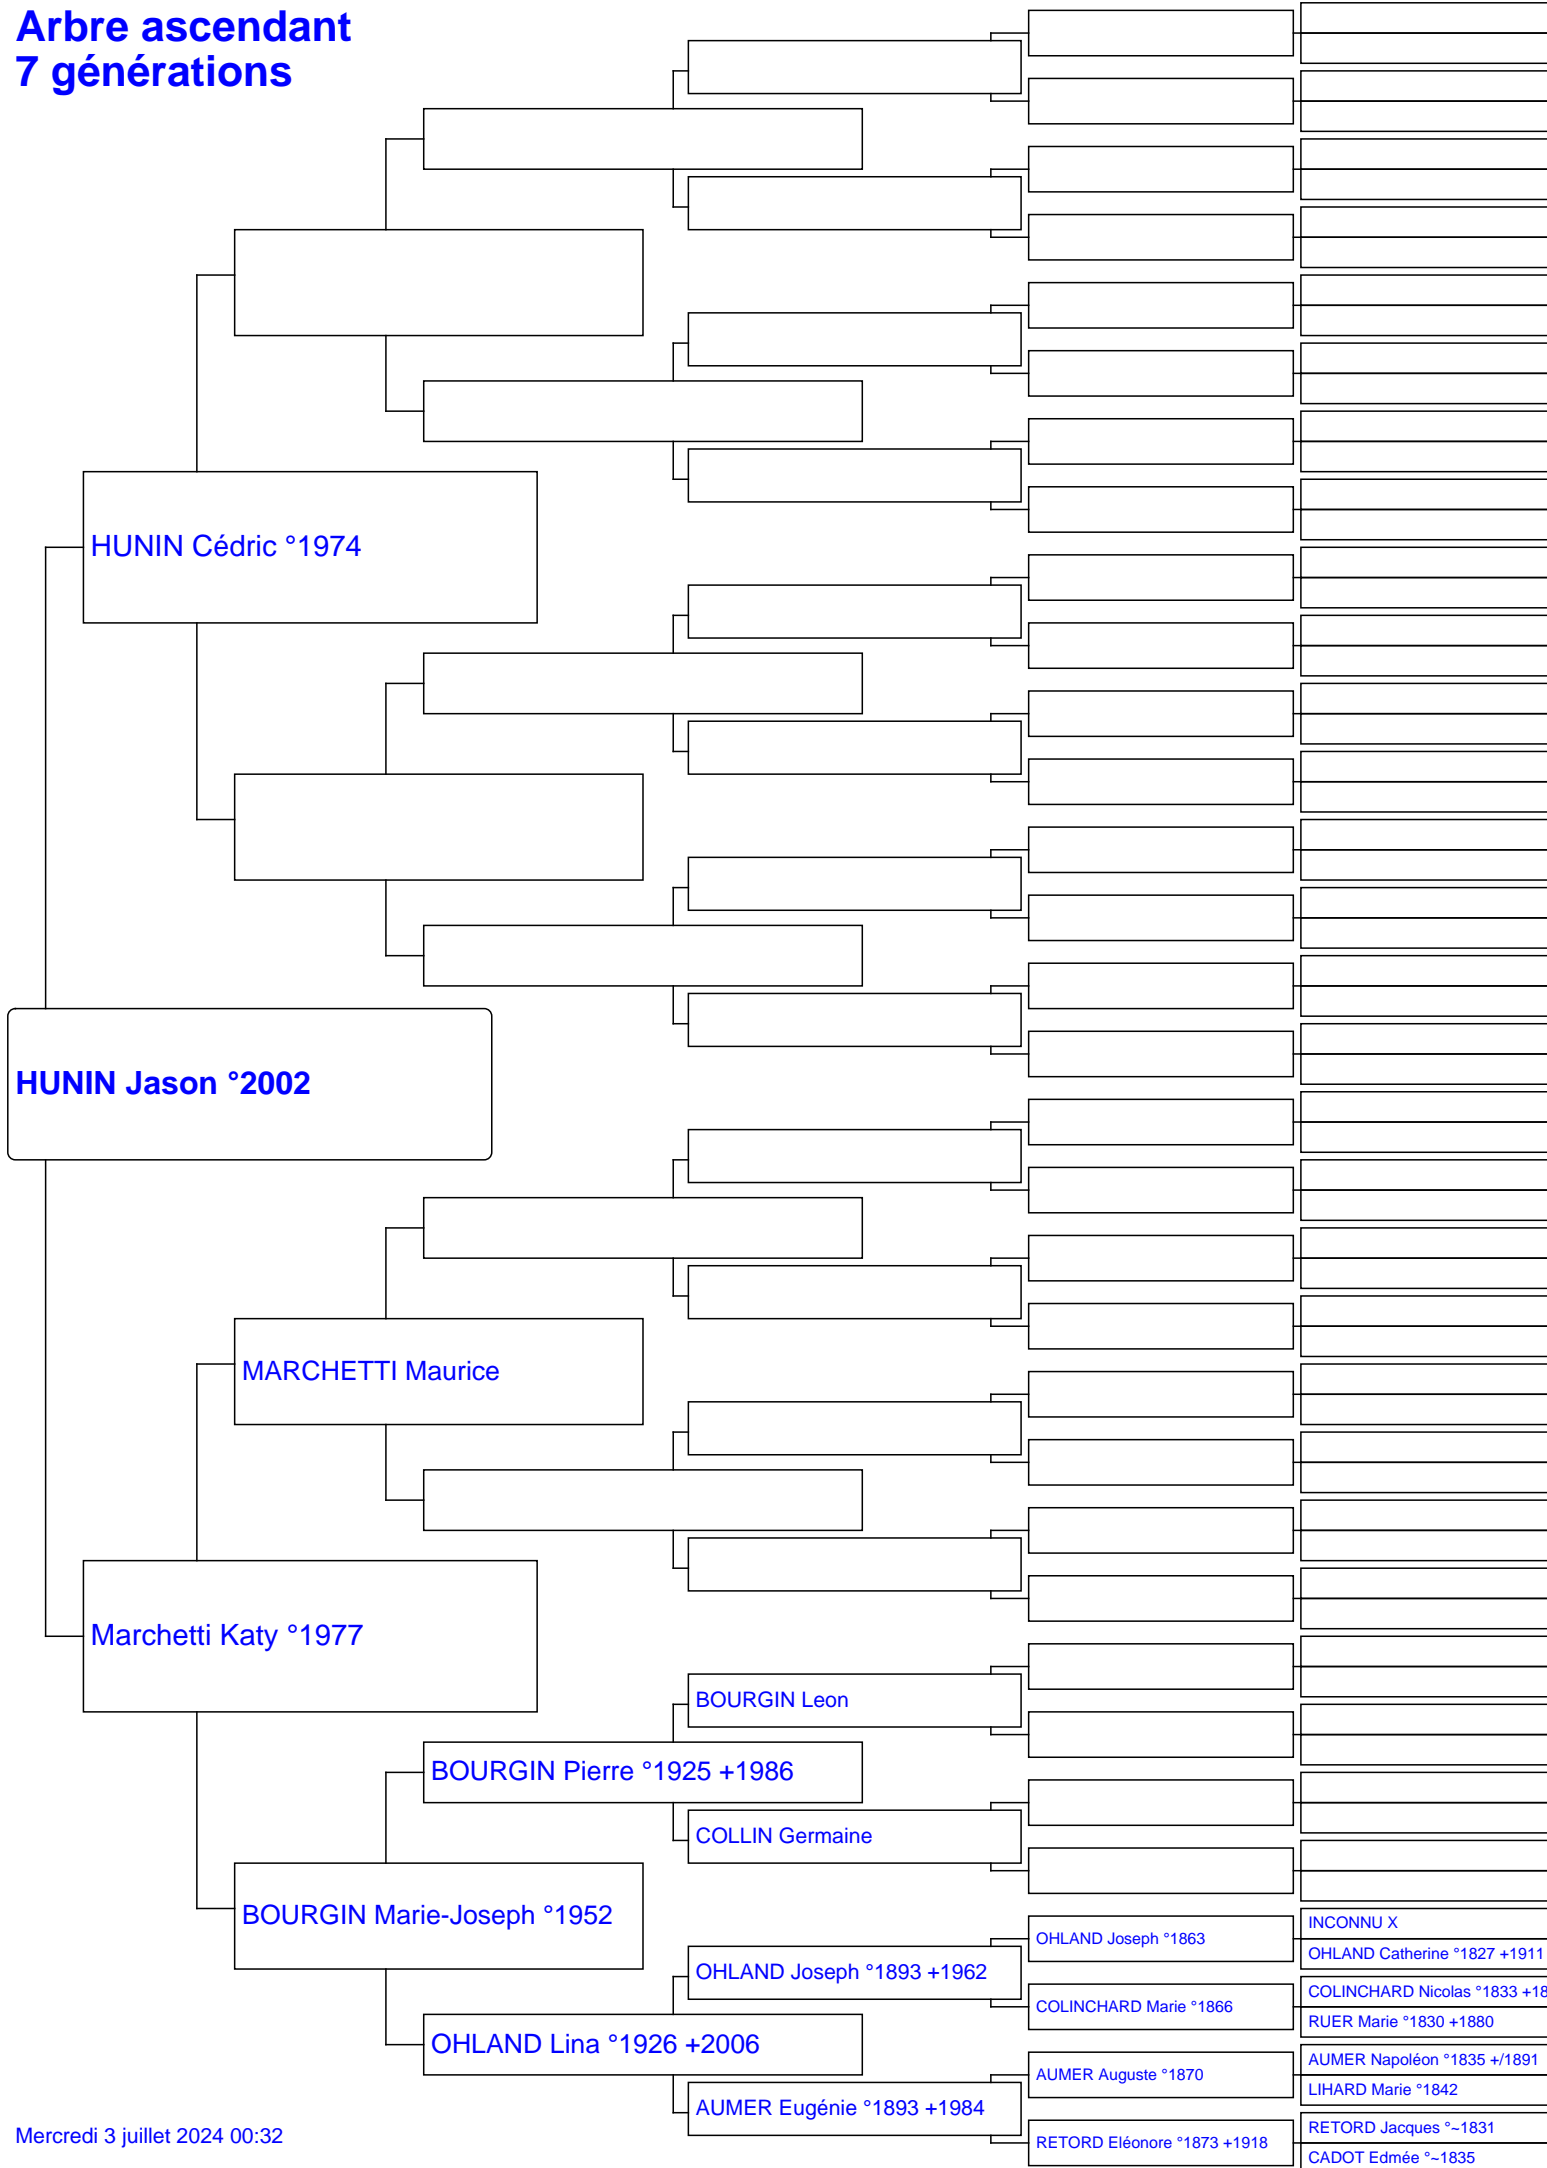 Arbre ascendant
7 générations
HUNIN Cédric °1974
HUNIN Jason °2002
MARCHETTI Maurice
Marchetti Katy °1977
BOURGIN Leon
BOURGIN Pierre °1925 +1986
COLLIN Germaine
BOURGIN Marie-Joseph °1952
INCONNU X
OHLAND Joseph °1863
OHLAND Catherine °1827 +1911
OHLAND Joseph °1893 +1962
COLINCHARD Nicolas °1833 +18
COLINCHARD Marie °1866
RUER Marie °1830 +1880
OHLAND Lina °1926 +2006
AUMER Napoléon °1835 +/1891
AUMER Auguste °1870
LIHARD Marie °1842
AUMER Eugénie °1893 +1984
RETORD Jacques °~1831
RETORD Eléonore °1873 +1918
CADOT Edmée °~1835
Mercredi 3 juillet 2024 00:32